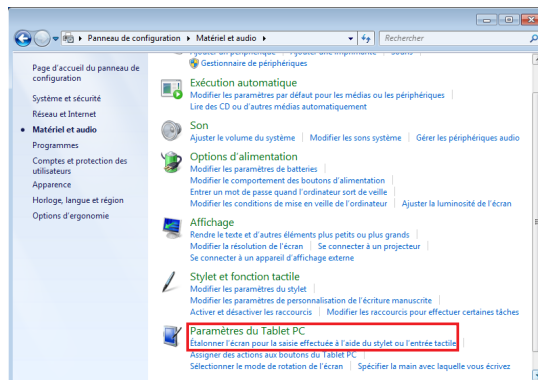 Panneau de configuration ▸ Matériel et audio ▸
Rechercher
Page d'accueil du panneau de
configuration
Système et sécurité
Réseau et Internet
Matériel et audio
Programmes
Comptes et protection des
utilisateurs
Apparence
Horloge, langue et région
Options d'ergonomie
Gestionnaire de périphériques
Exécution automatique
Modifier les paramètres par défaut pour les médias ou les périphériques
Lire des CD ou d'autres médias automatiquement
Son
Ajuster le volume du système | Modifier les sons système | Gérer les périphériques audio
Options d'alimentation
Modifier les paramètres de batteries
Modifier le comportement des boutons d'alimentation
Entrer un mot de passe quand l'ordinateur sort de veille
Modifier les conditions de mise en veille de l'ordinateur | Ajuster la luminosité de l'écran
Affichage
Rendre le texte et d'autres éléments plus petits ou plus grands
Modifier la résolution de l'écran | Se connecter à un projecteur
Se connecter à un appareil d'affichage externe
Stylet et fonction tactile
Modifier les paramètres du stylet
Modifier les paramètres de personnalisation de l'écriture manuscrite
Activer et désactiver les raccourcis | Modifier les raccourcis pour effectuer certaines tâches
Paramètres du Tablet PC
Étalonner l'écran pour la saisie effectuée à l'aide du stylet ou l'entrée tactile
Assigner des actions aux boutons du Tablet PC
Sélectionner le mode de rotation de l'écran | Spécifier la main avec laquelle vous écrivez